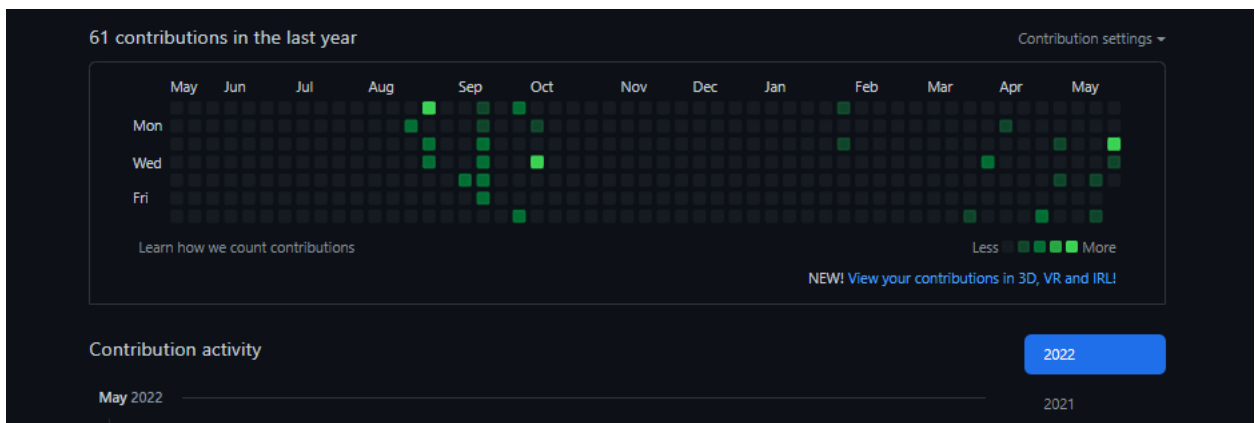 61 contributions in the last year
Contribution settings
May Jun Jul Aug Sep Oct Nov Dec Jan Feb Mar Apr May
Mon
Wed
Fri
Learn how we count contributions
Less More
NEW! View your contributions in 3D, VR and IRL!
Contribution activity
2022
May 2022
2021